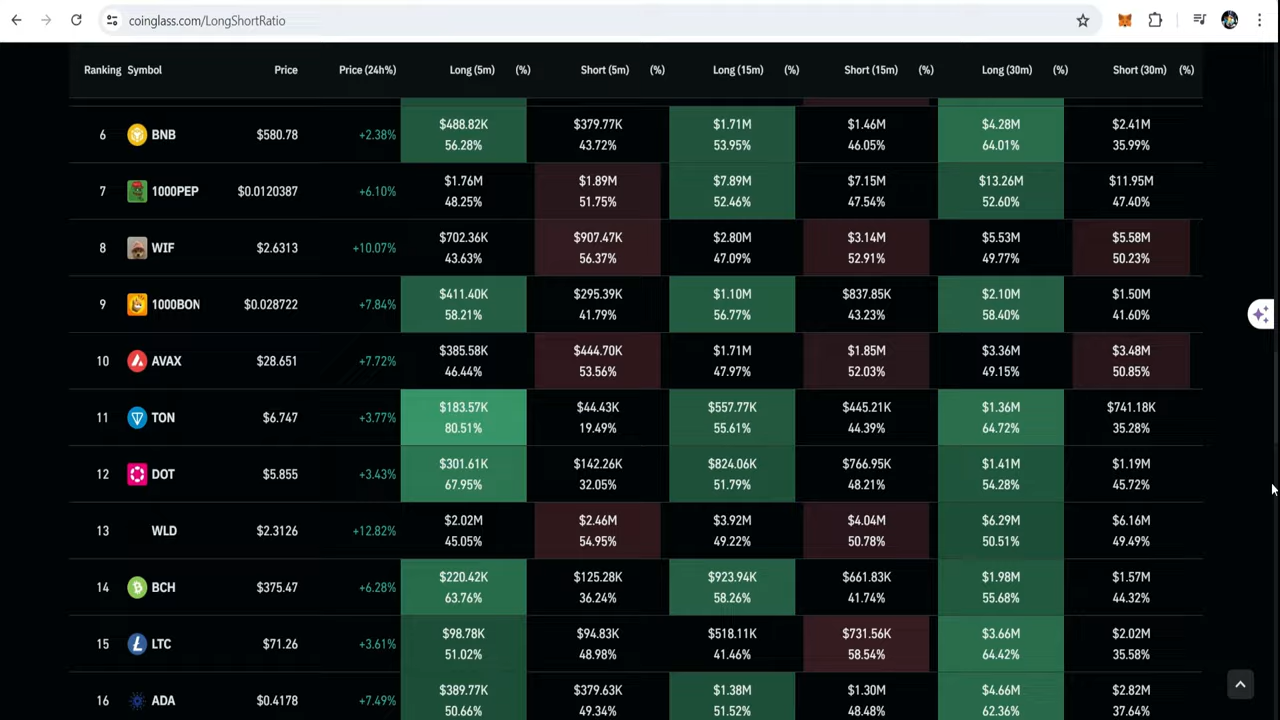 coinglass.com/LongShortRatio
Ranking Symbol Price Price (24h%) Long (5m) (%) Short (5m) (%) Long (15m) (%) Short (15m) (%) Long (30m) (%) Short (30m) (%)
$488.82K $379.77K $1.71M $1.46M $4.28M $2.41M
6 BNB $580.78 +2.38%
56.28% 43.72% 53.95% 46.05% 64.01% 35.99%
$1.76M $1.89M $7.89M $7.15M $13.26M $11.95M
7 1000PEP $0.0120387 +6.10%
48.25% 51.75% 52.46% 47.54% 52.60% 47.40%
$702.36K $907.47K $2.80M $3.14M $5.53M $5.58M
8 WIF $2.6313 +10.07%
43.63% 56.37% 47.09% 52.91% 49.77% 50.23%
$411.40K $295.39K $1.10M $837.85K $2.10M $1.50M
9 1000BON $0.028722 +7.84%
58.21% 41.79% 56.77% 43.23% 58.40% 41.60%
$385.58K $444.70K $1.71M $1.85M $3.36M $3.48M
10 AVAX $28.651 +7.72%
46.44% 53.56% 47.97% 52.03% 49.15% 50.85%
$183.57K $44.43K $557.77K $445.21K $1.36M $741.18K
11 TON $6.747 +3.77%
80.51% 19.49% 55.61% 44.39% 64.72% 35.28%
$301.61K $142.26K $824.06K $766.95K $1.41M $1.19M
12 DOT $5.855 +3.43%
67.95% 32.05% 51.79% 48.21% 54.28% 45.72%
$2.02M $2.46M $3.92M $4.04M $6.29M $6.16M
13 WLD $2.3126 +12.82%
45.05% 54.95% 49.22% 50.78% 50.51% 49.49%
$220.42K $125.28K $923.94K $661.83K $1.98M $1.57M
14 BCH $375.47 +6.28%
63.76% 36.24% 58.26% 41.74% 55.68% 44.32%
$98.78K $94.83K $518.11K $731.56K $3.66M $2.02M
15 LTC $71.26 +3.61%
51.02% 48.98% 41.46% 58.54% 64.42% 35.58%
$389.77K $379.63K $1.38M $1.30M $4.66M $2.82M
16 ADA $0.4178 +7.49%
50.66% 49.34% 51.52% 48.48% 62.36% 37.64%